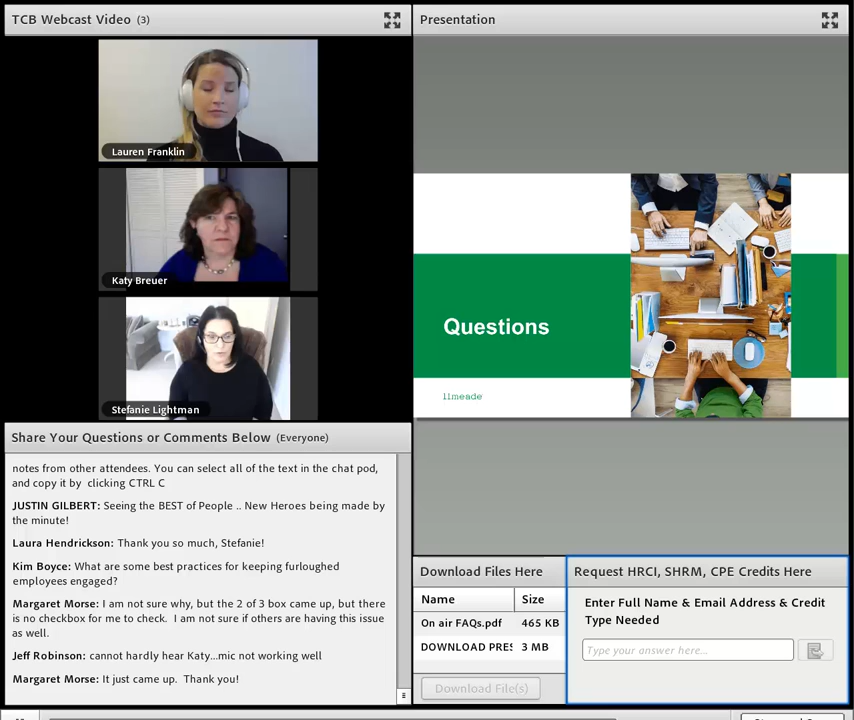 TCB Webcast Video (3)
Lauren Franklin
Katy Breuer
Stefanie Lightman
Share Your Questions or Comments Below (Everyone)
notes from other attendees. You can select all of the text in the chat pod,
and copy it by clicking CTRL C
JUSTIN GILBERT: Seeing the BEST of People .. New Heroes being made by
the minute!
Laura Hendrickson: Thank you so much, Stefanie!
Kim Boyce: What are some best practices for keeping furloughed
employees engaged?
Margaret Morse: I am not sure why, but the 2 of 3 box came up, but there
is no checkbox for me to check. I am not sure if others are having this issue
as well.
Jeff Robinson: cannot hardly hear Katy...mic not working well
Margaret Morse: It just came up. Thank you!
Presentation
Questions
limeade
Download Files Here
Name Size
On air FAQs.pdf 465 KB
DOWNLOAD PRES 3 MB
Download File(s)
Request HRCI, SHRM, CPE Credits Here
Enter Full Name & Email Address & Credit
Type Needed
Type your answer here...